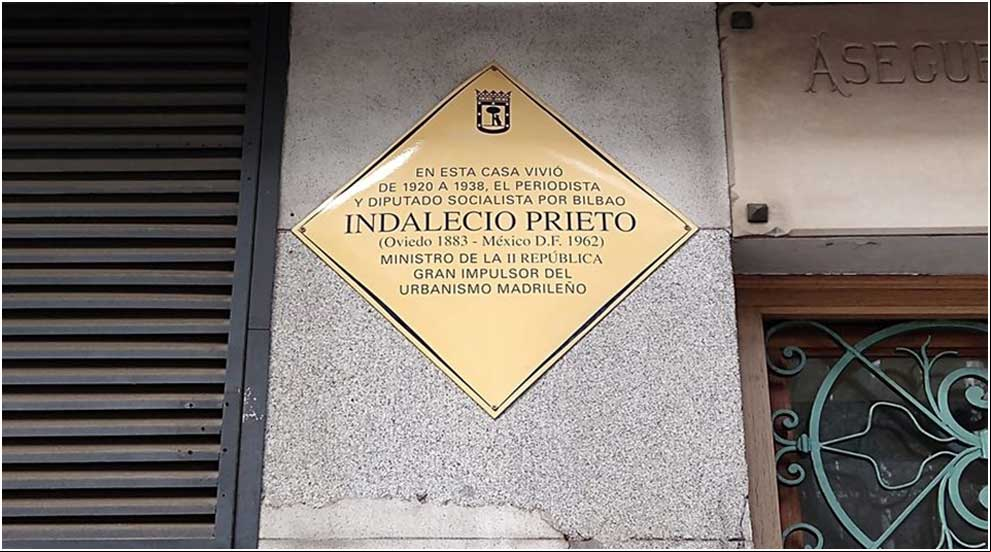 EN ESTA CASA VIVIÓ
DE 1920 A 1938, EL PERIODISTA
Y DIPUTADO SOCIALISTA POR BILBAO
INDALECIO PRIETO
(Oviedo 1883 - México D.F. 1962)
MINISTRO DE LA II REPÚBLICA
GRAN IMPULSOR DEL
URBANISMO MADRILEÑO